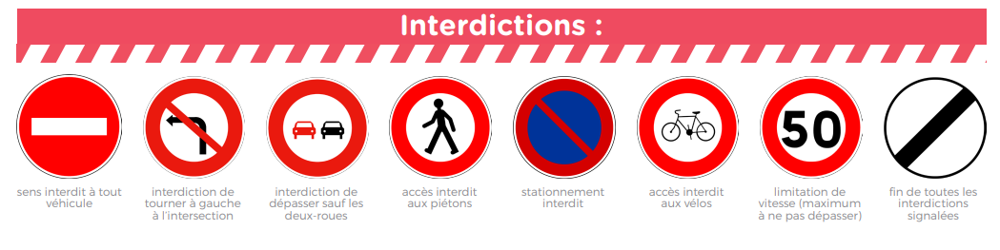 Interdictions :
50
sens interdit à tout
véhicule
interdiction de
tourner à gauche
à l'intersection
interdiction de
dépasser sauf les
deux-roues
accès interdit
aux piétons
stationnement
interdit
accès interdit
aux vélos
limitation de
vitesse (maximum
à ne pas dépasser)
fin de toutes les
interdictions
signalées